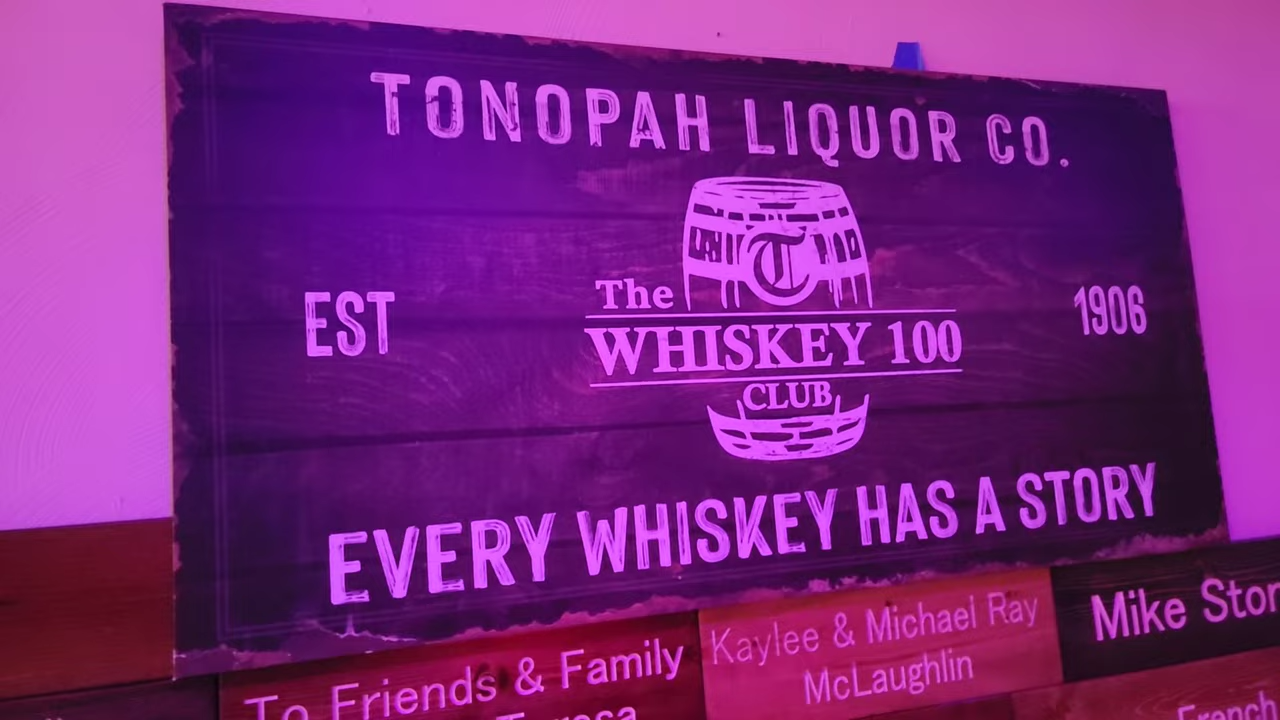 TONOPAH LIQUOR CO.
T
EST
The
WHISKEY 100
CLUB
1906
EVERY WHISKEY HAS A STORY
To Friends & Family
Kaylee & Michael Ray
McLaughlin
Mike
French